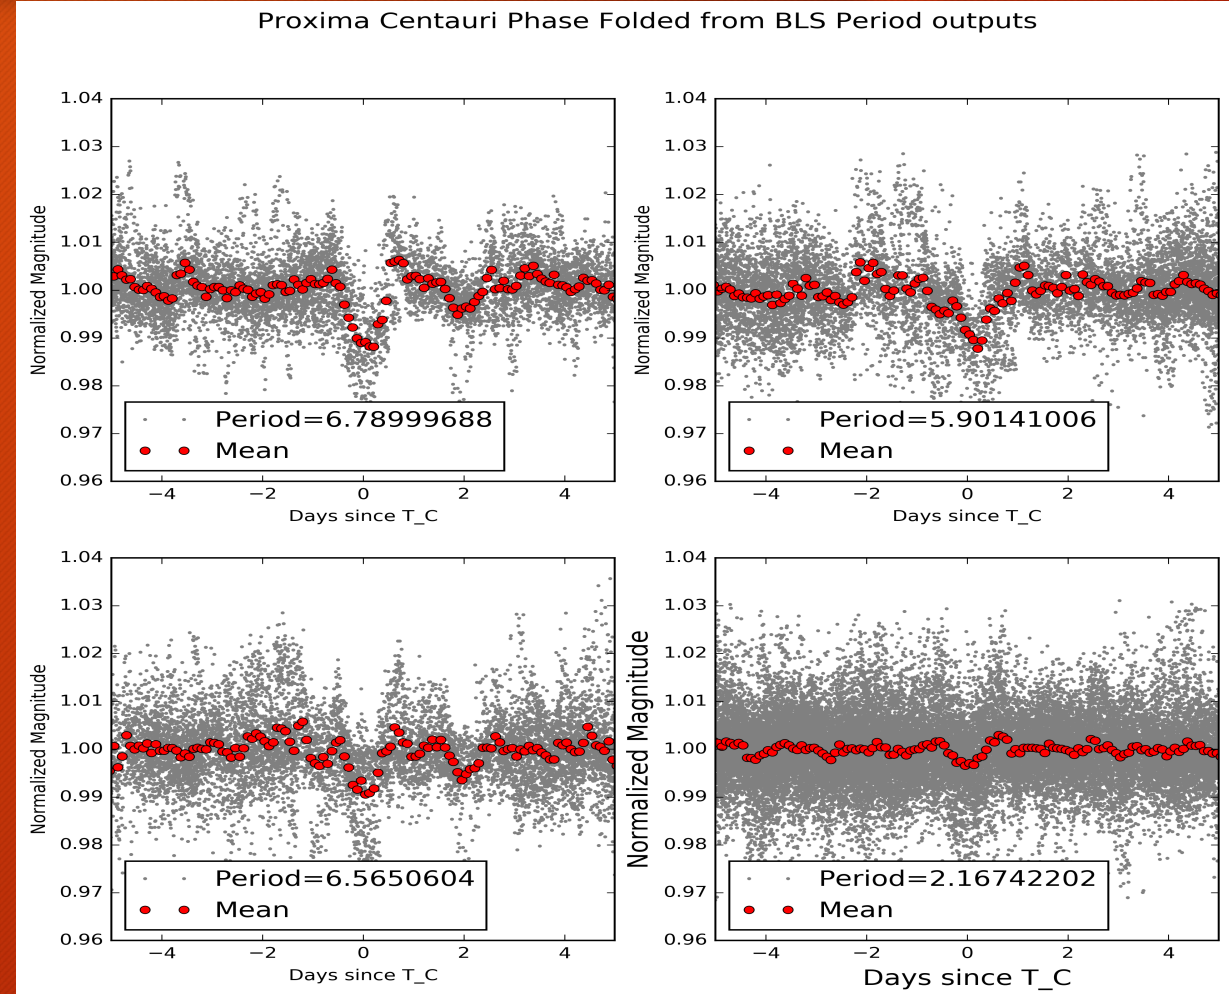 Proxima Centauri Phase Folded from BLS Period outputs
1.04
1.03
1.02
1.01
1.00
0.99
0.98
0.97
0.96
Normalized Magnitude
Period=6.78999688
Mean
−4 −2 0 2 4
Days since T_C
1.04
1.03
1.02
1.01
1.00
0.99
0.98
0.97
0.96
Normalized Magnitude
Period=5.90141006
Mean
−4 −2 0 2 4
Days since T_C
1.04
1.03
1.02
1.01
1.00
0.99
0.98
0.97
0.96
Normalized Magnitude
Period=6.5650604
Mean
−4 −2 0 2 4
Days since T_C
1.04
1.03
1.02
1.01
1.00
0.99
0.98
0.97
0.96
Normalized Magnitude
Period=2.16742202
Mean
−4 −2 0 2 4
Days since T_C